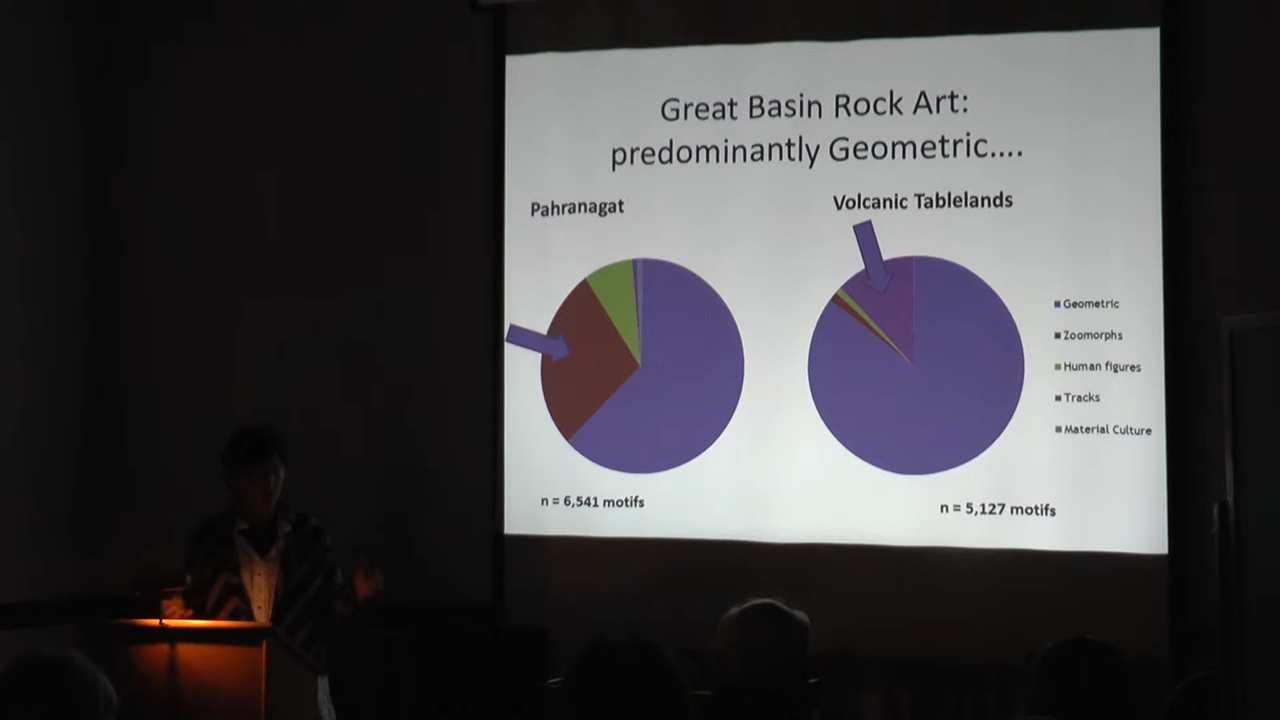 Great Basin Rock Art:
predominantly Geometric....
Pahranagat
Volcanic Tablelands
Geometric
Zoomorphs
Human figures
Tracks
Material Culture
n = 6,541 motifs
n = 5,127 motifs